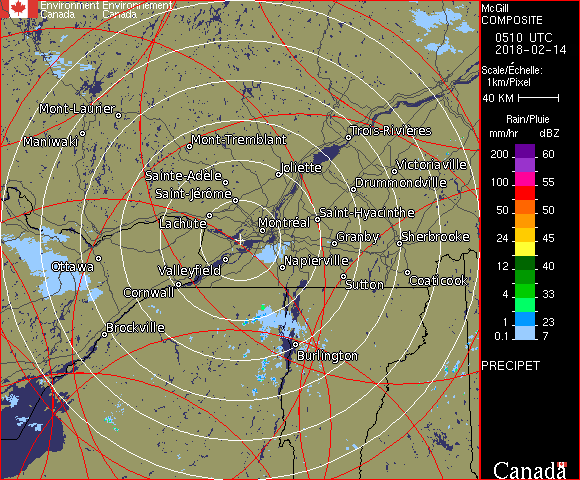 Environment Environnement
Canada Canada
Mont-Laurier
Maniwaki
Mont-Tremblant
Trois-Rivières
Joliette
Victoriaville
Sainte-Adèle
Drummondville
Saint-Jérôme
Saint-Hyacinthe
Lachute
Montréal
Granby
Sherbrooke
Ottawa
Valleyfield
Napierville
Cornwall
Sutton
Coaticook
Brockville
Burlington
McGill
COMPOSITE
0510 UTC
2018-02-14
Scale/Échelle:
1km/Pixel
40 KM
Rain/Pluie
mm/hr dBZ
200 60
150 57
100 55
50 50
24 45
12 40
4 33
1 23
0.1 7
PRECIPET
Canada